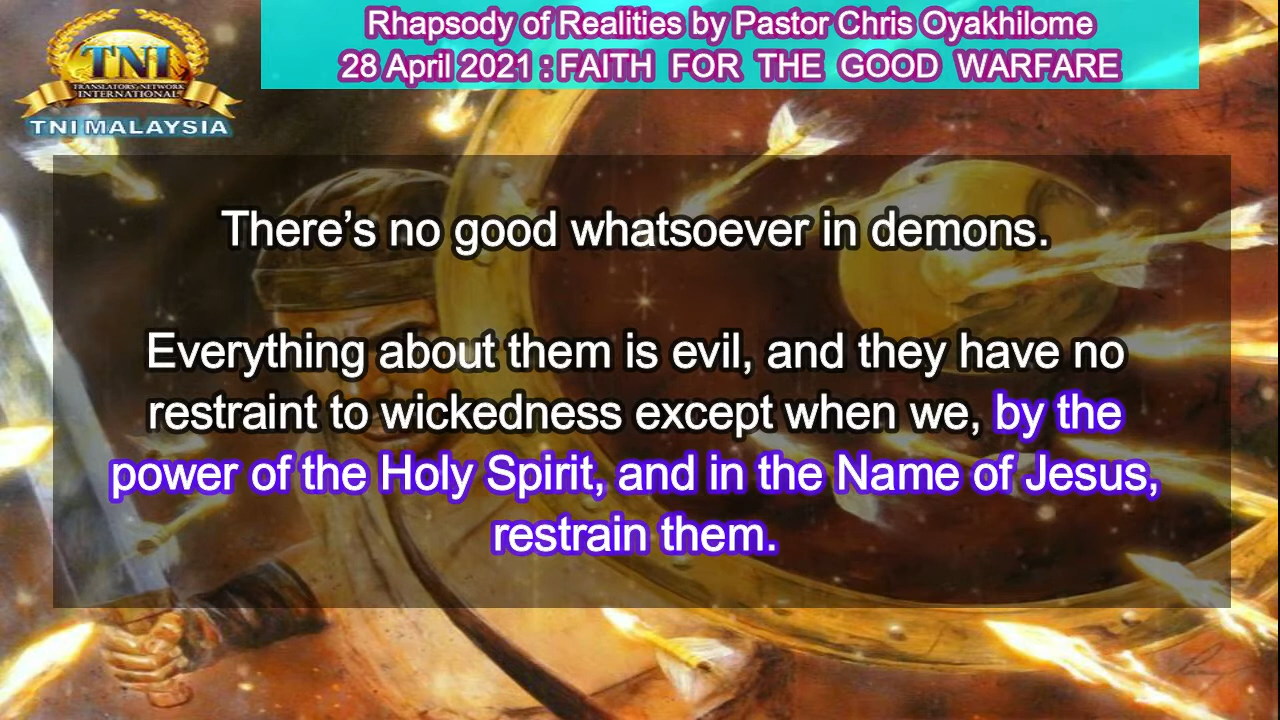 Rhapsody of Realities by Pastor Chris Oyakhilome
28 April 2021 : FAITH FOR THE GOOD WARFARE
TNI
TRANSLATORS' NETWORK
INTERNATIONAL
TNI MALAYSIA
There’s no good whatsoever in demons.
Everything about them is evil, and they have no
restraint to wickedness except when we, by the
power of the Holy Spirit, and in the Name of Jesus,
restrain them.